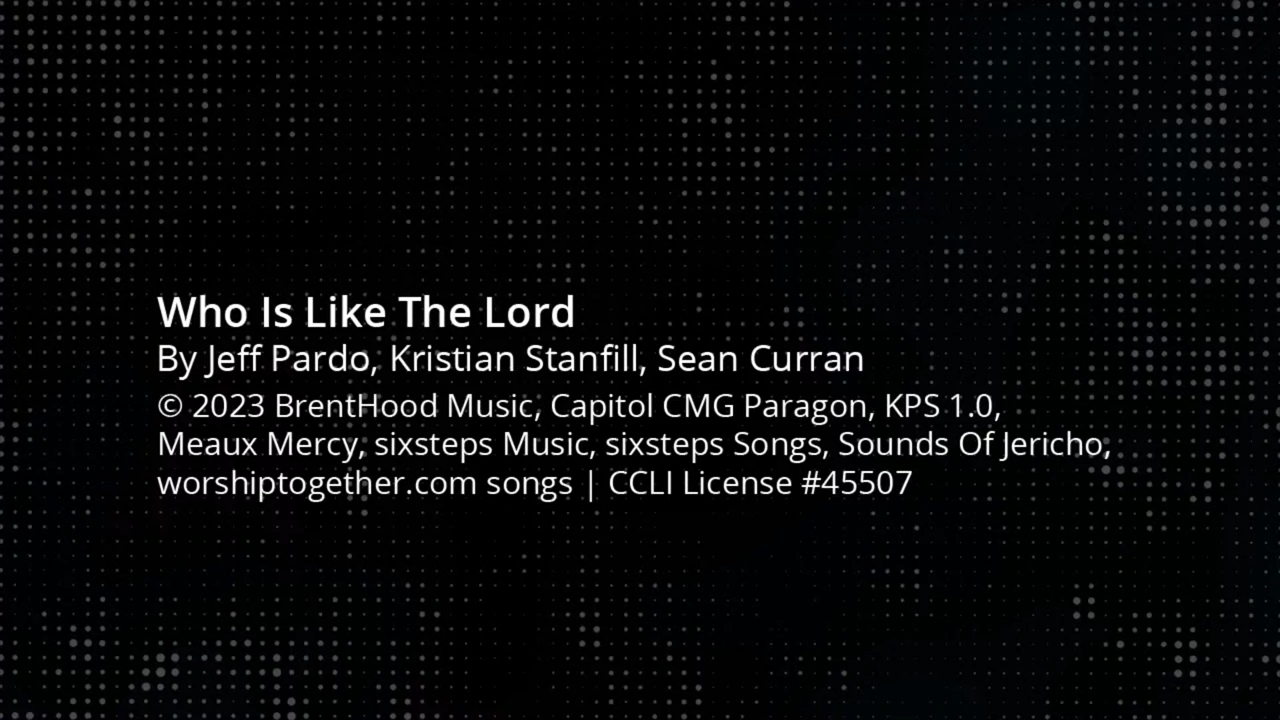 Who Is Like The Lord
By Jeff Pardo, Kristian Stanfill, Sean Curran
© 2023 BrentHood Music, Capitol CMG Paragon, KPS 1.0,
Meaux Mercy, sixsteps Music, sixsteps Songs, Sounds Of Jericho,
worshiptogether.com songs | CCLI License #45507